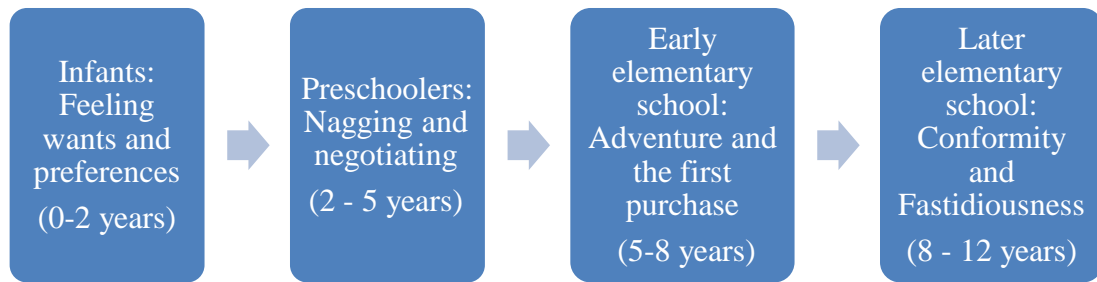 Infants:
Feeling
wants and
preferences
(0-2 years)
Preschoolers:
Nagging and
negotiating
(2 - 5 years)
Early
elementary
school:
Adventure and
the first
purchase
(5-8 years)
Later
elementary
school:
Conformity
and
Fastidiousness
(8 - 12 years)